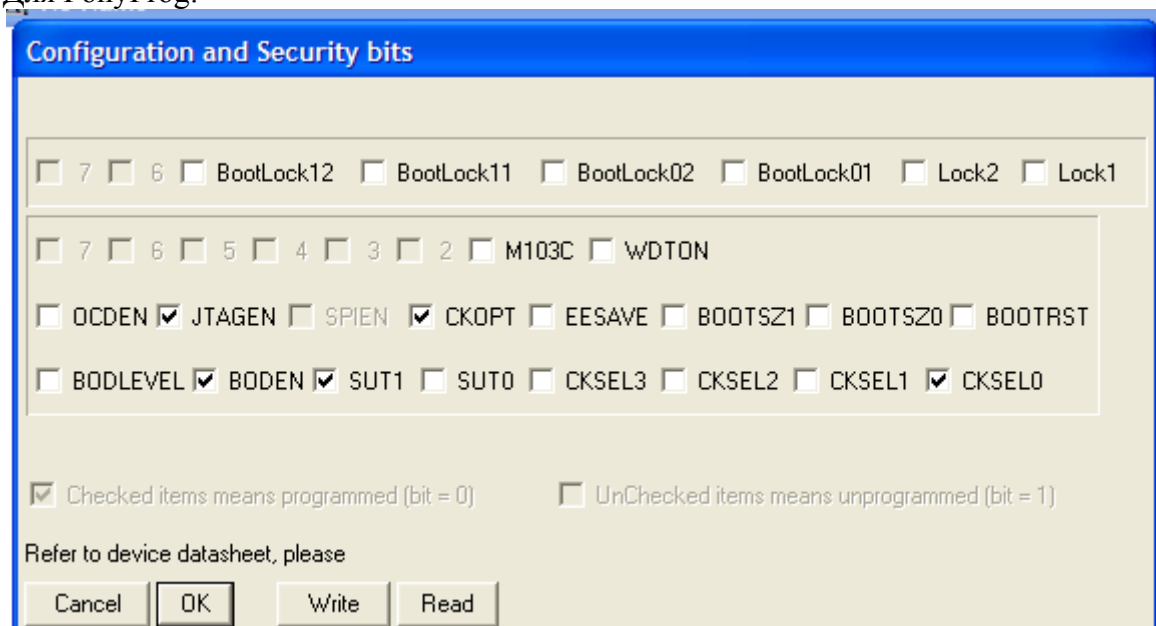 Для PonyProg:
Configuration and Security bits
7 6 BootLock12 BootLock11 BootLock02 BootLock01 Lock2 Lock1
7 6 5 4 3 2 M103C WDTON
OCDEN JTAGEN SPIEN CKOPT EESAVE BOOTSZ1 BOOTSZ0 BOOTRST
BODLEVEL BODEN SUT1 SUT0 CKSEL3 CKSEL2 CKSEL1 CKSEL0
Checked items means programmed (bit = 0) UnChecked items means unprogrammed (bit = 1)
Refer to device datasheet, please
Cancel OK Write Read